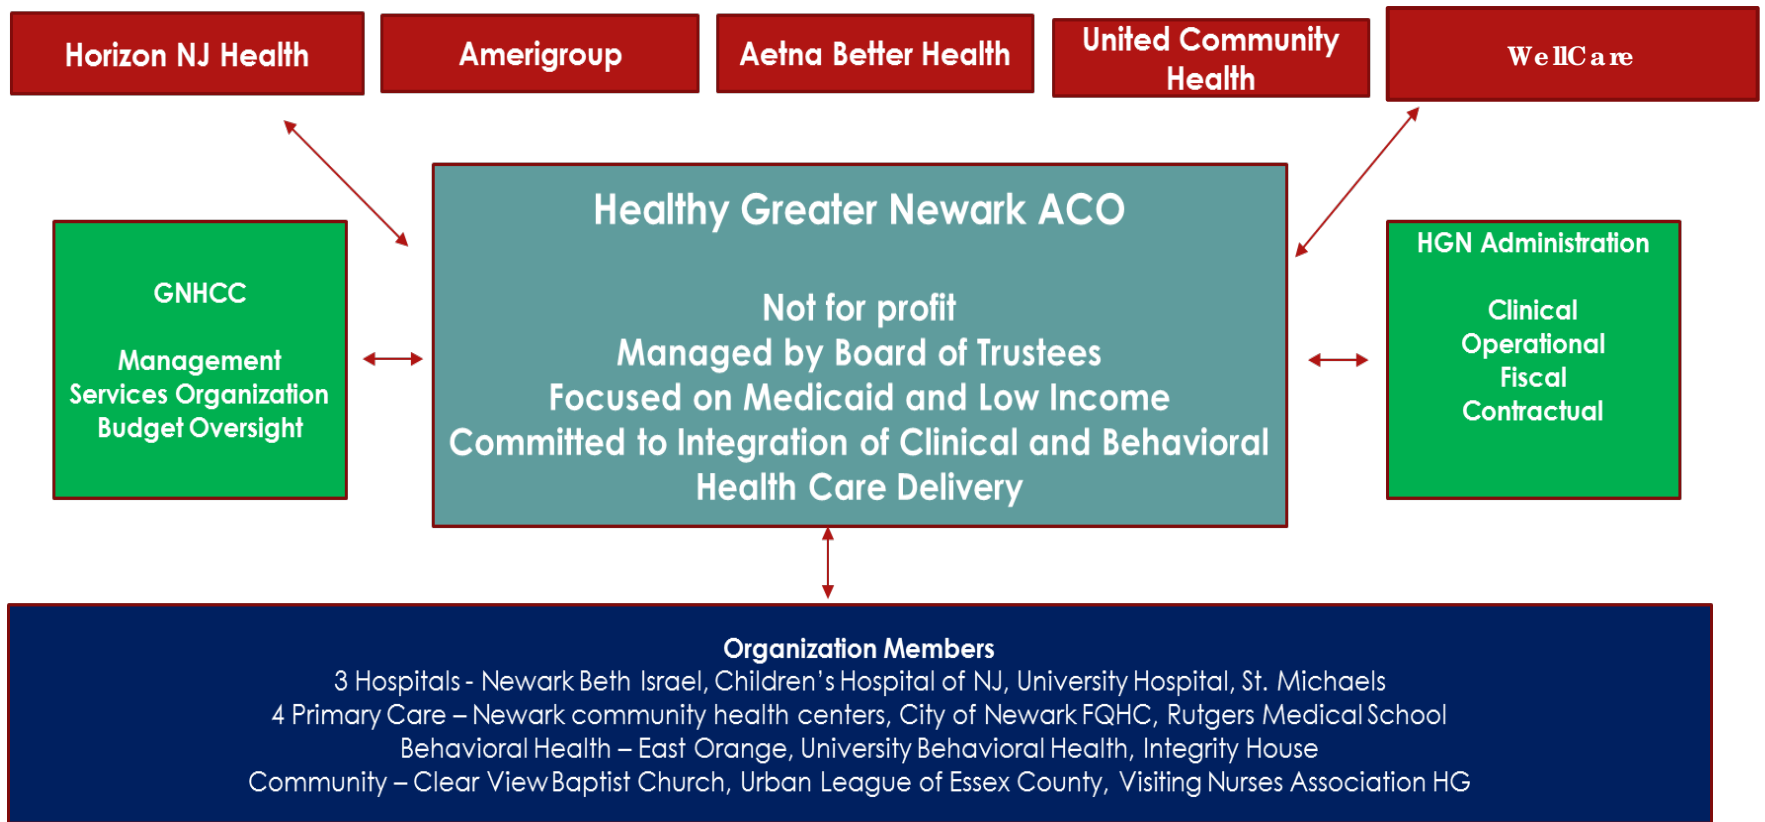 Horizon NJ Health
Amerigroup
Aetna Better Health
United Community
Health
WellCare
Healthy Greater Newark ACO
Not for profit
Managed by Board of Trustees
Focused on Medicaid and Low Income
Committed to Integration of Clinical and Behavioral
Health Care Delivery
GNHCC
Management
Services Organization
Budget Oversight
HGN Administration
Clinical
Operational
Fiscal
Contractual
Organization Members
3 Hospitals - Newark Beth Israel, Children’s Hospital of NJ, University Hospital, St. Michaels
4 Primary Care – Newark community health centers, City of Newark FQHC, Rutgers Medical School
Behavioral Health – East Orange, University Behavioral Health, Integrity House
Community – Clear View Baptist Church, Urban League of Essex County, Visiting Nurses Association HG